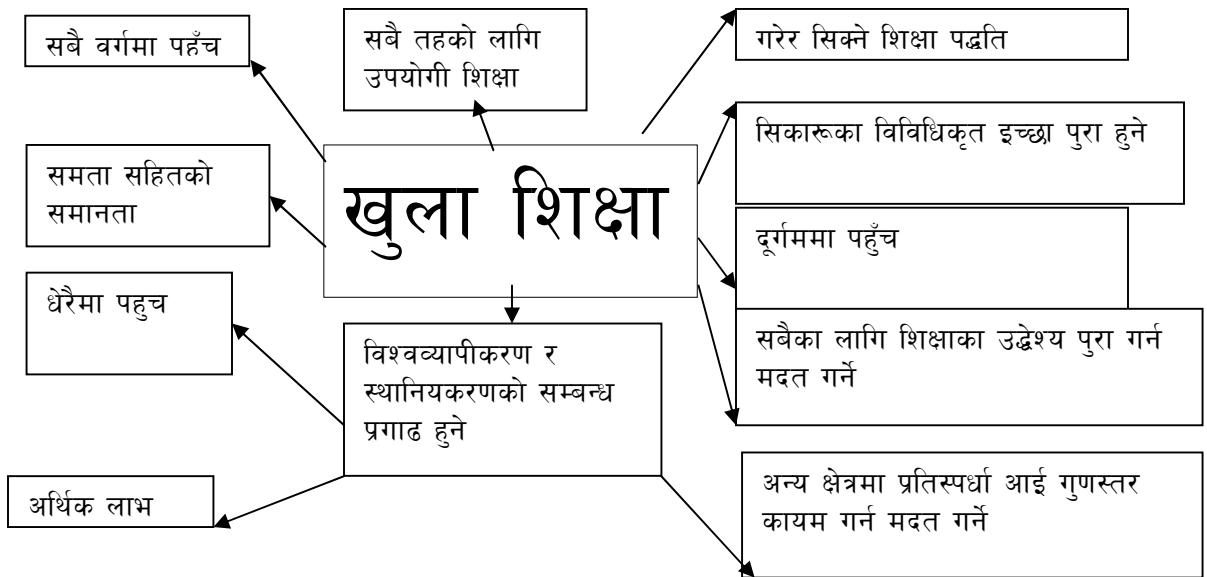 सबै वर्गमा पहँच
सबै तहको लागि
उपयोगी शिक्षा
गरेर सिक्ने शिक्षा पद्धति
सिकारूका विविधिकृत इच्छा पुरा हुने
समता सहितको
समानता
खुला शिक्षा
दूर्गममा पहुँच
धेरैमा पहुच
विश्वव्यापीकरण र
स्थानियकरणको सम्बन्ध
प्रगाढ हुने
सबैका लागि शिक्षाका उद्धेश्य पुरा गर्न
मदत गर्ने
अर्थिक लाभ
अन्य क्षेत्रमा प्रतिस्पर्धा आई गुणस्तर
कायम गर्न मदत गर्ने